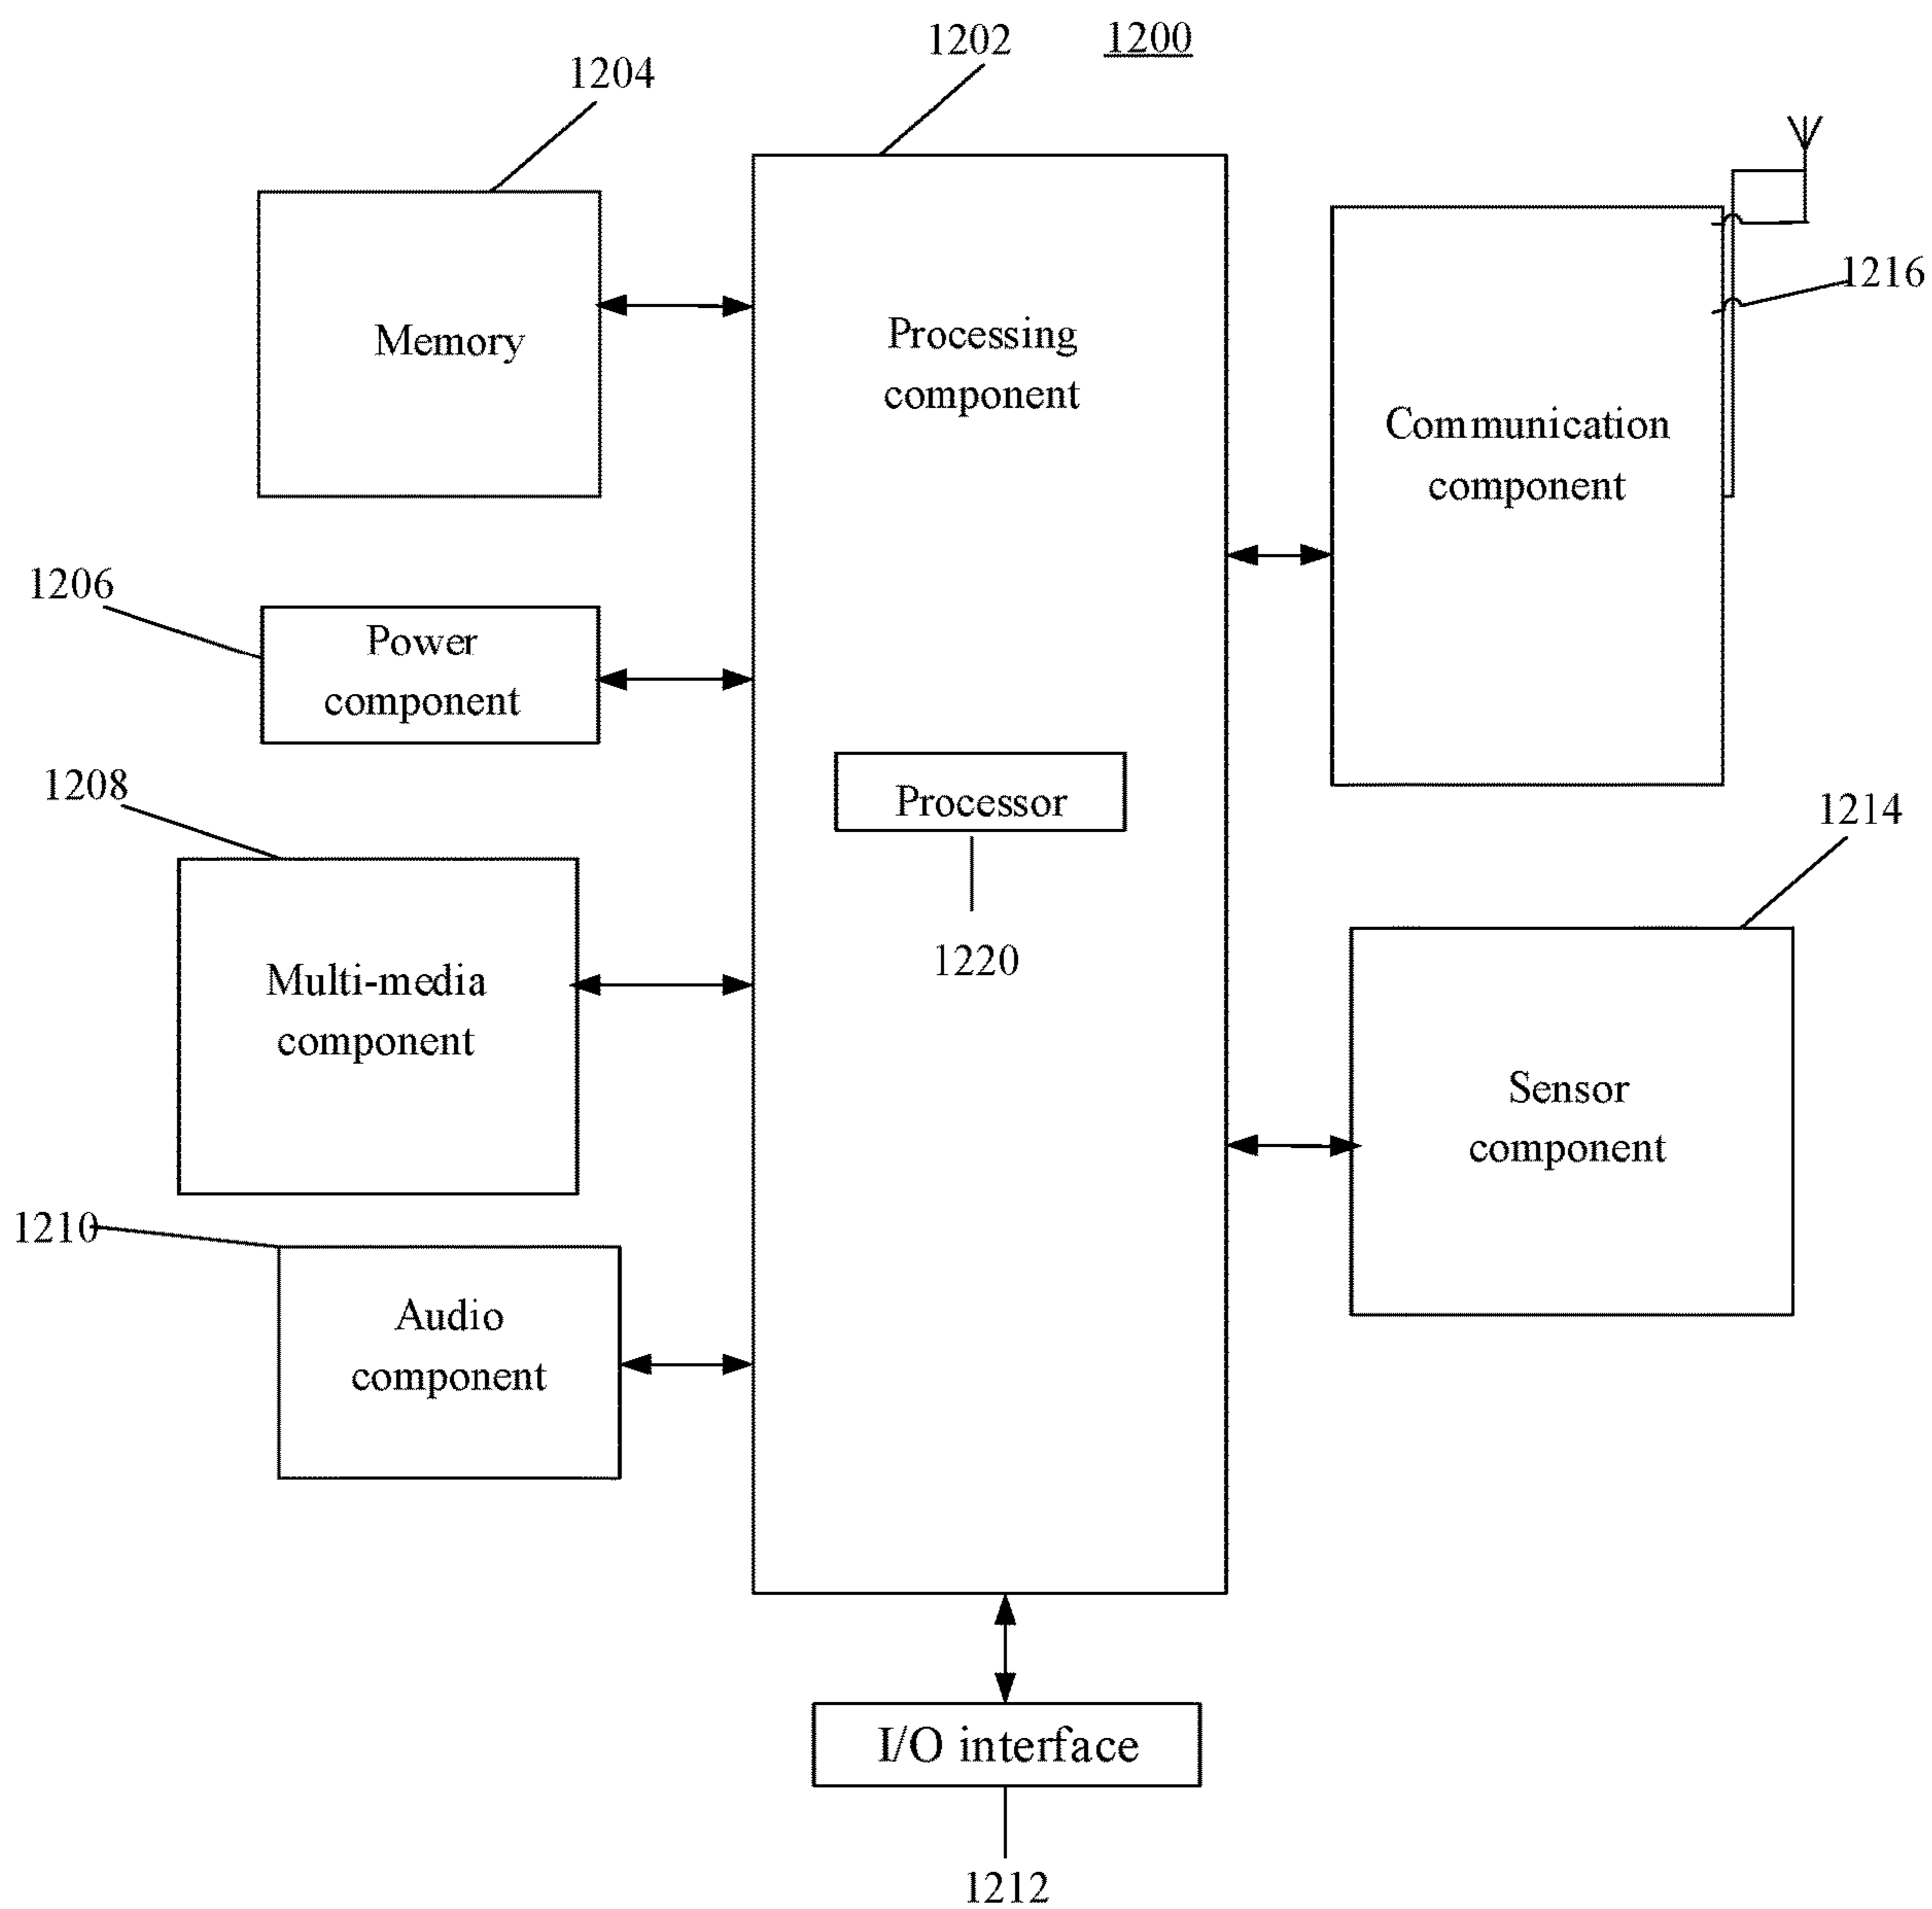 1202
1200
1204
Memory
Processing
component
1216
Communication
component
1206
Power
component
1208
Processor
1214
1220
Multi-media
component
Sensor
component
1210
Audio
component
I/O interface
1212